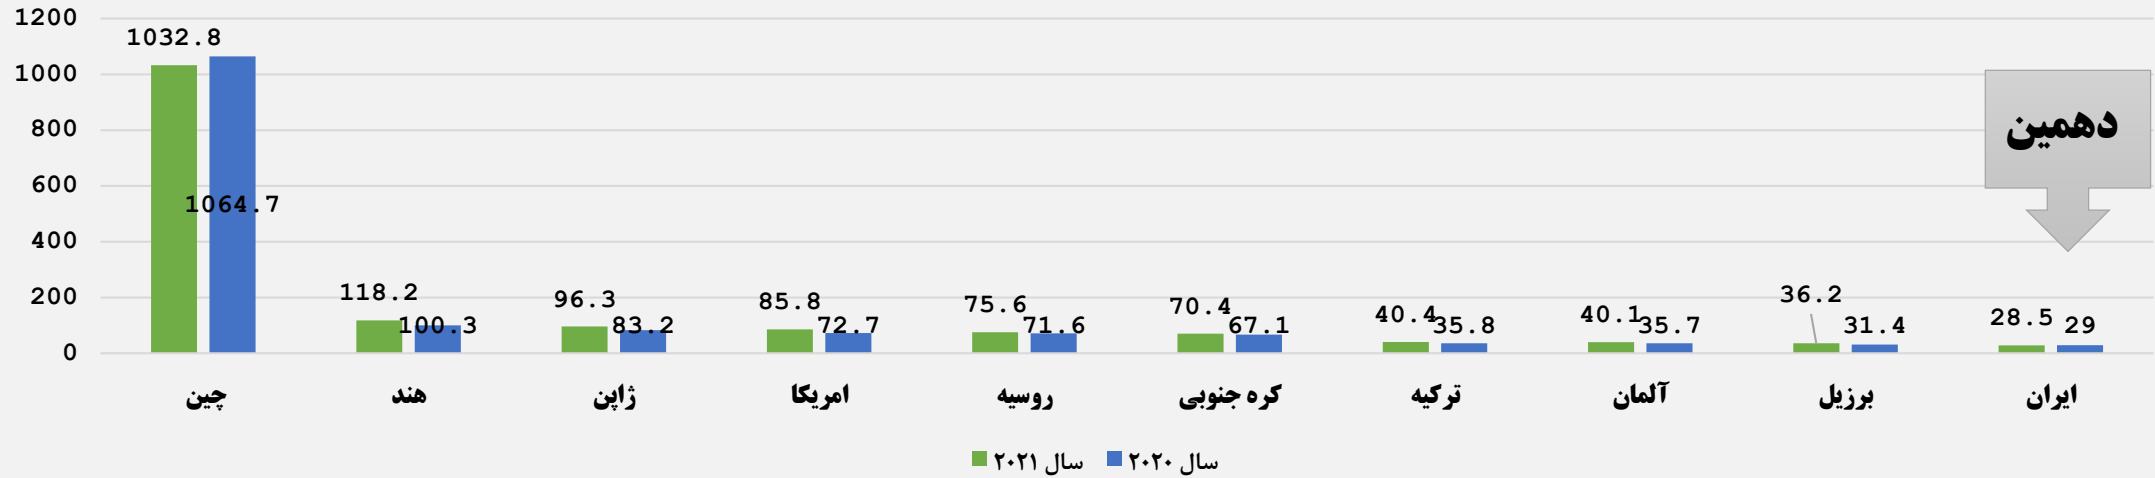 1200
1000
800
600
400
200
0
1032.8
1064.7
118.2
100.3
96.3
83.2
85.8
72.7
75.6
71.6
70.4
67.1
40.4
35.8
40.1
35.7
36.2
31.4
28.5
29
دهمین
چین
هند
ژاپن
امریکا
روسیه
کره جنوبی
ترکیه
آلمان
برزیل
ایران
سال ۲۰۲۱
سال ۲۰۲۰